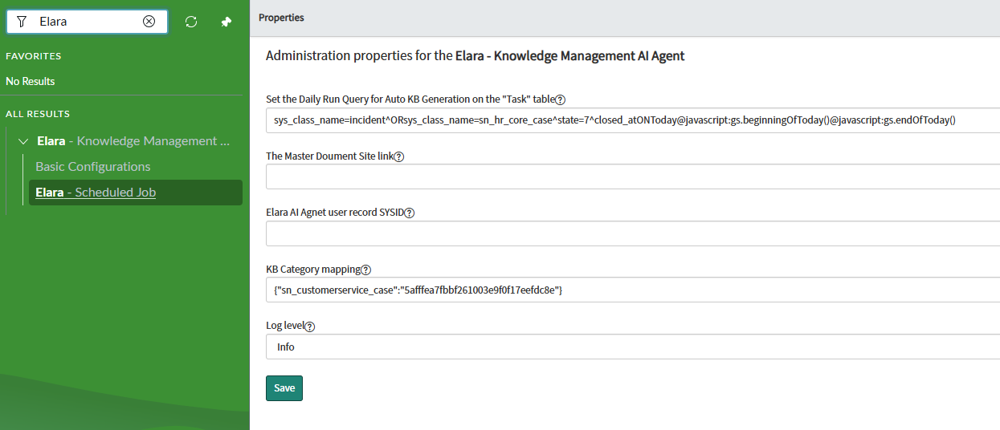 Elara
FAVORITES
No Results
ALL RESULTS
Elara - Knowledge Management ...
Basic Configurations
Elara - Scheduled Job
Properties
Administration properties for the Elara - Knowledge Management AI Agent
Set the Daily Run Query for Auto KB Generation on the "Task" table?
sys_class_name=incident^ORsys_class_name=sn_hr_core_case^state=7^closed_atONToday@javascript:gs.beginningOfToday()@javascript:gs.endOfToday()
The Master Doument Site link?
Elara AI Agnet user record SYSID?
KB Category mapping?
{"sn_customerservice_case":"5afffea7fbbf261003e9f0f17eefdc8e"}
Log level?
Info
Save